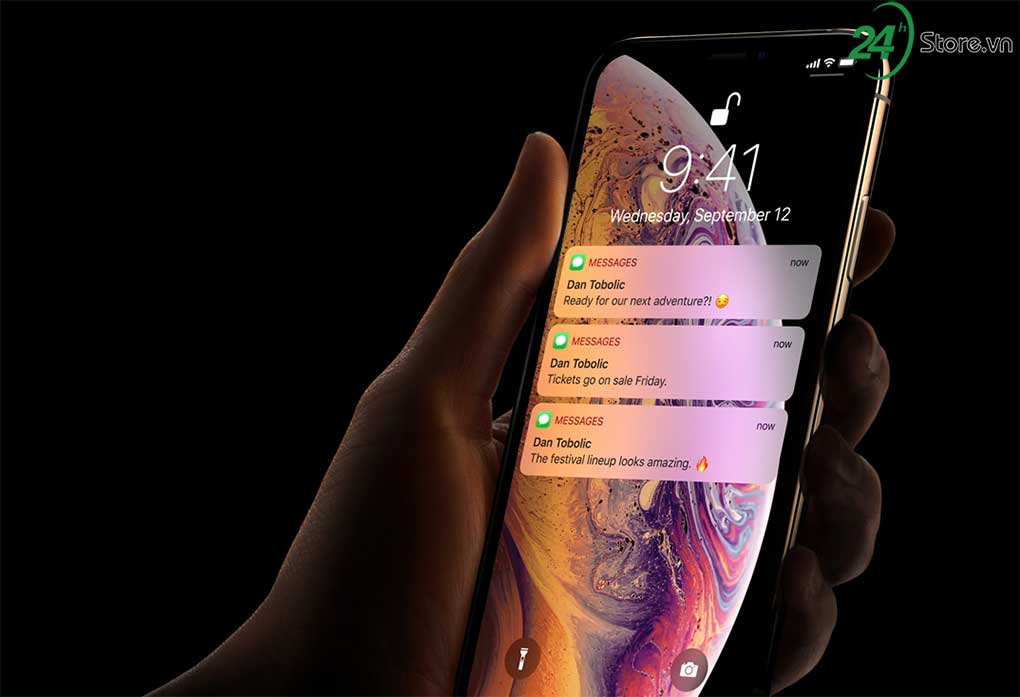 24h Store.vn
9:41
Wednesday, September 12
MESSAGES now
Dan Tobolic
Ready for our next adventure?! 😏
MESSAGES now
Dan Tobolic
Tickets go on sale Friday.
MESSAGES now
Dan Tobolic
The festival lineup looks amazing. 🔥